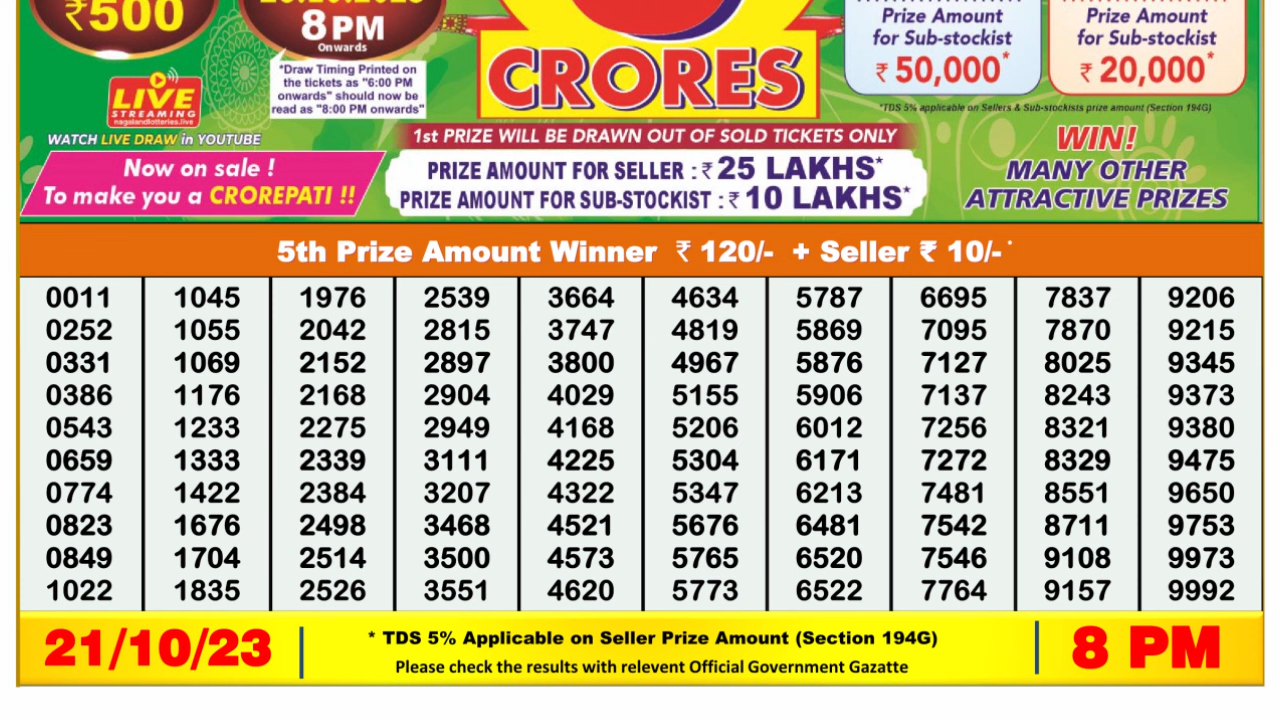 ₹500
8 PM
Onwards
*Draw Timing Printed on
the tickets as "6:00 PM
onwards" should now be
read as "8:00 PM onwards"
LIVE
STREAMING
nagalandlotteries.live
WATCH LIVE DRAW in YOUTUBE
Now on sale !
To make you a CROREPATI !!
CRORES
1st PRIZE WILL BE DRAWN OUT OF SOLD TICKETS ONLY
PRIZE AMOUNT FOR SELLER : ₹ 25 LAKHS*
PRIZE AMOUNT FOR SUB-STOCKIST : ₹ 10 LAKHS*
Prize Amount
for Sub-stockist
₹ 50,000*
Prize Amount
for Sub-stockist
₹ 20,000*
*TDS 5% applicable on Sellers & Sub-stockists prize amount (Section 194G)
WIN!
MANY OTHER
ATTRACTIVE PRIZES
5th Prize Amount Winner ₹ 120/- + Seller ₹ 10/-*
0011 1045 1976 2539 3664 4634 5787 6695 7837 9206
0252 1055 2042 2815 3747 4819 5869 7095 7870 9215
0331 1069 2152 2897 3800 4967 5876 7127 8025 9345
0386 1176 2168 2904 4029 5155 5906 7137 8243 9373
0543 1233 2275 2949 4168 5206 6012 7256 8321 9380
0659 1333 2339 3111 4225 5304 6171 7272 8329 9475
0774 1422 2384 3207 4322 5347 6213 7481 8551 9650
0823 1676 2498 3468 4521 5676 6481 7542 8711 9753
0849 1704 2514 3500 4573 5765 6520 7546 9108 9973
1022 1835 2526 3551 4620 5773 6522 7764 9157 9992
21/10/23
* TDS 5% Applicable on Seller Prize Amount (Section 194G)
Please check the results with relevent Official Government Gazatte
8 PM